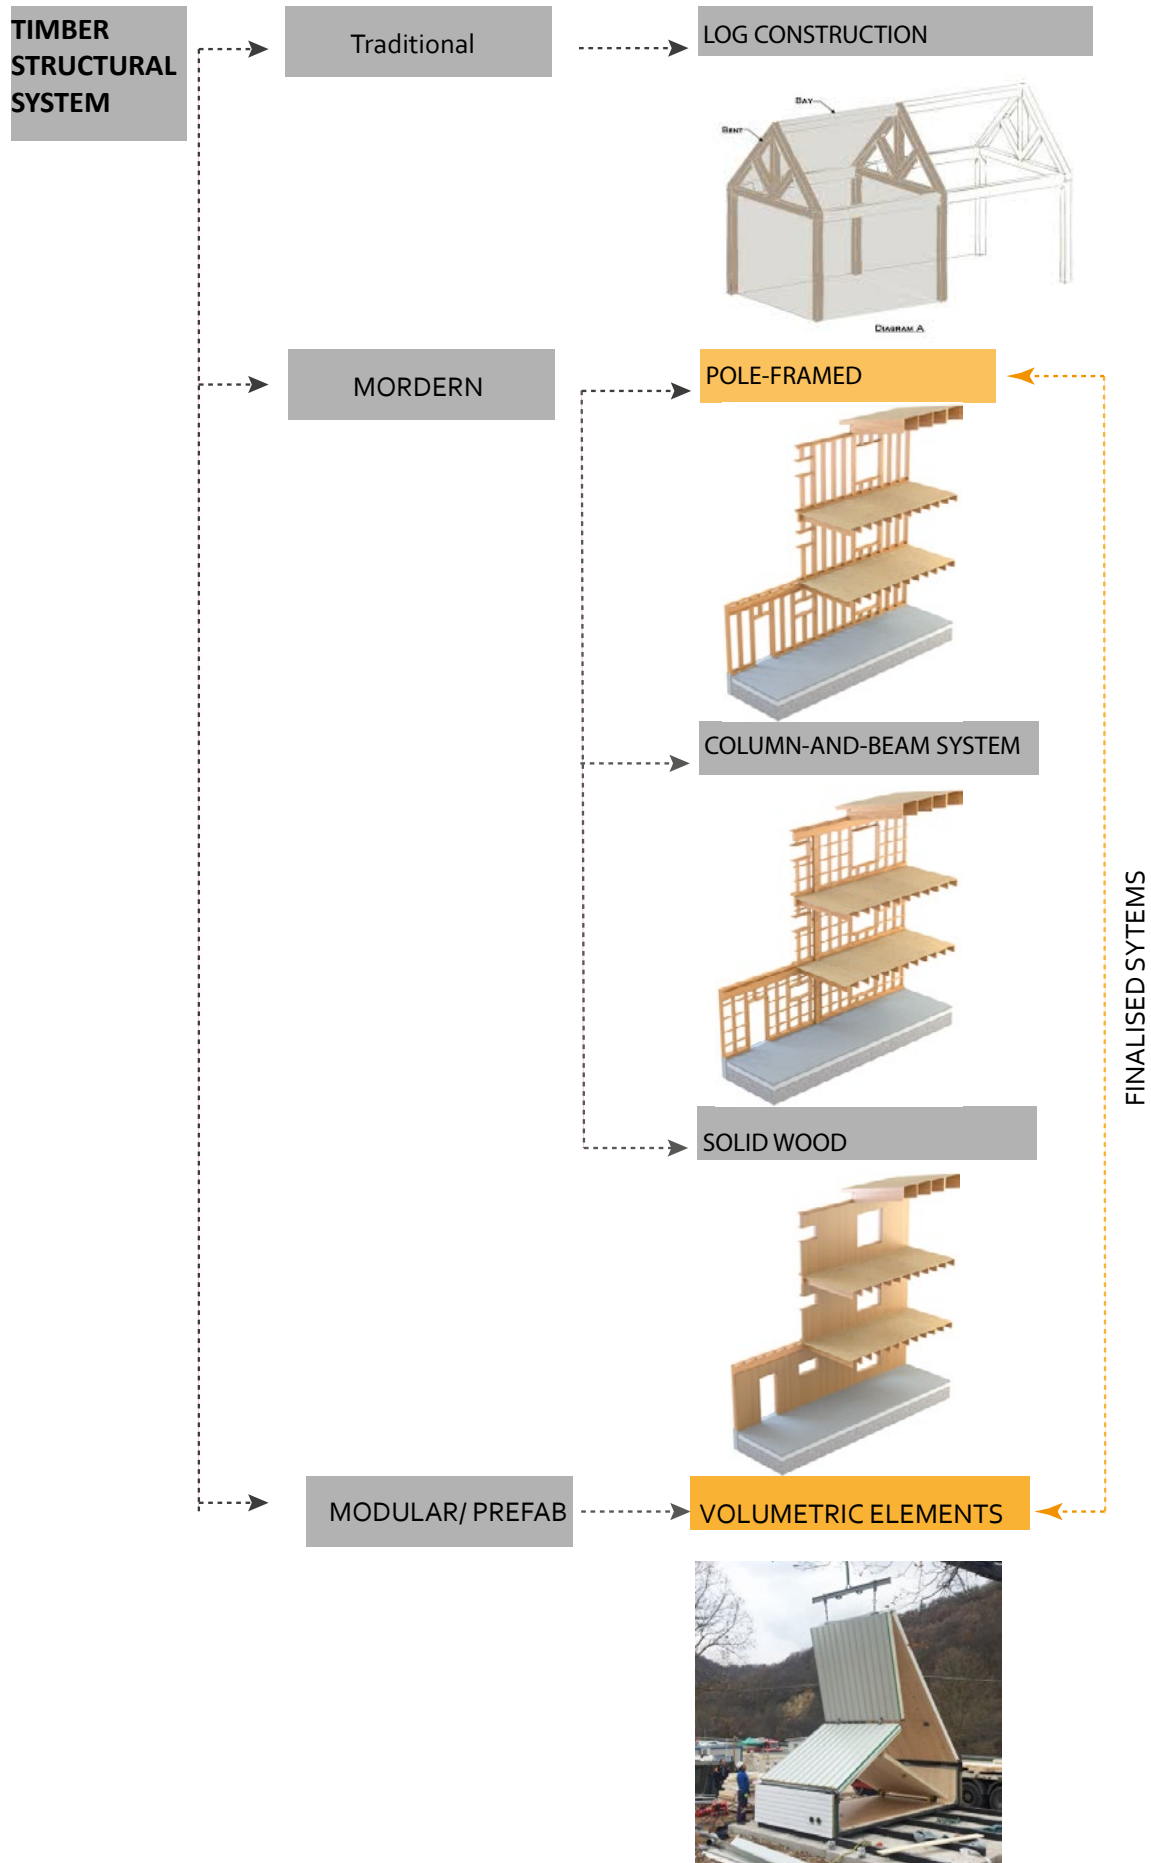 TIMBER
STRUCTURAL
SYSTEM
Traditional
LOG CONSTRUCTION
BAY
BENT
DIAGRAM A
MORDERN
POLE-FRAMED
COLUMN-AND-BEAM SYSTEM
SOLID WOOD
MODULAR/ PREFAB
VOLUMETRIC ELEMENTS
FINALISED SYTEMS